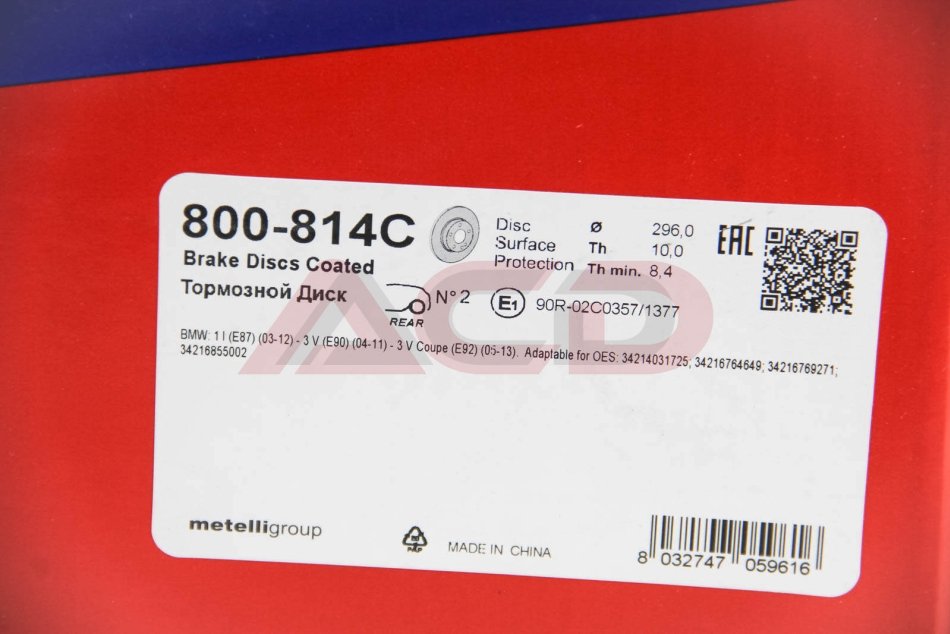 800-814C
Brake Discs Coated
Тормозной Диск
Disc
Surface
Protection
Ø 296,0
Th 10,0
Th min. 8,4
EAC
REAR
N° 2
E1
90R-02C0357/1377
BMW: 1 I (E87) (03-12) - 3 V (E90) (04-11) - 3 V Coupe (E92) (05-13). Adaptable for OES: 34214031725; 34216764649; 34216769271;
34216855002
ACD
metelligroup
PAP
MADE IN CHINA
8 032747 059616